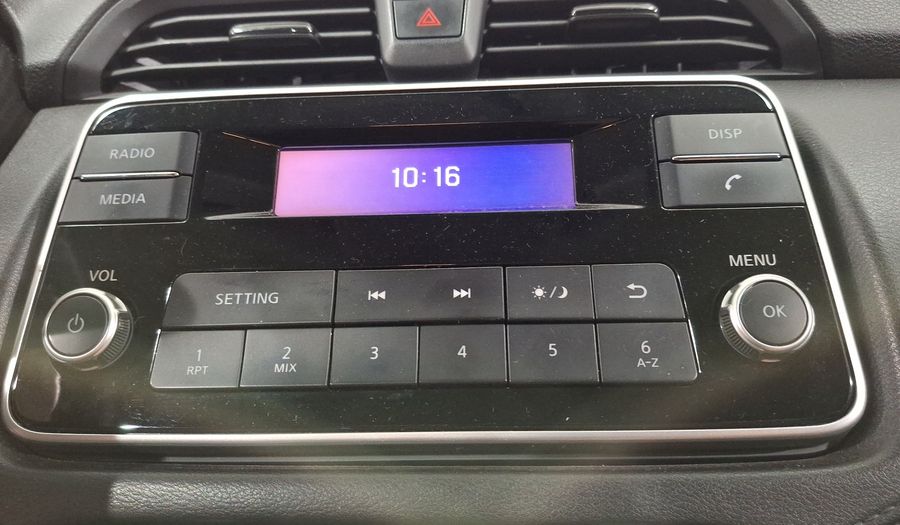 RADIO
DISP
10:16
MEDIA
VOL
MENU
SETTING
OK
1
RPT
2
MIX
3
4
5
6
A-Z